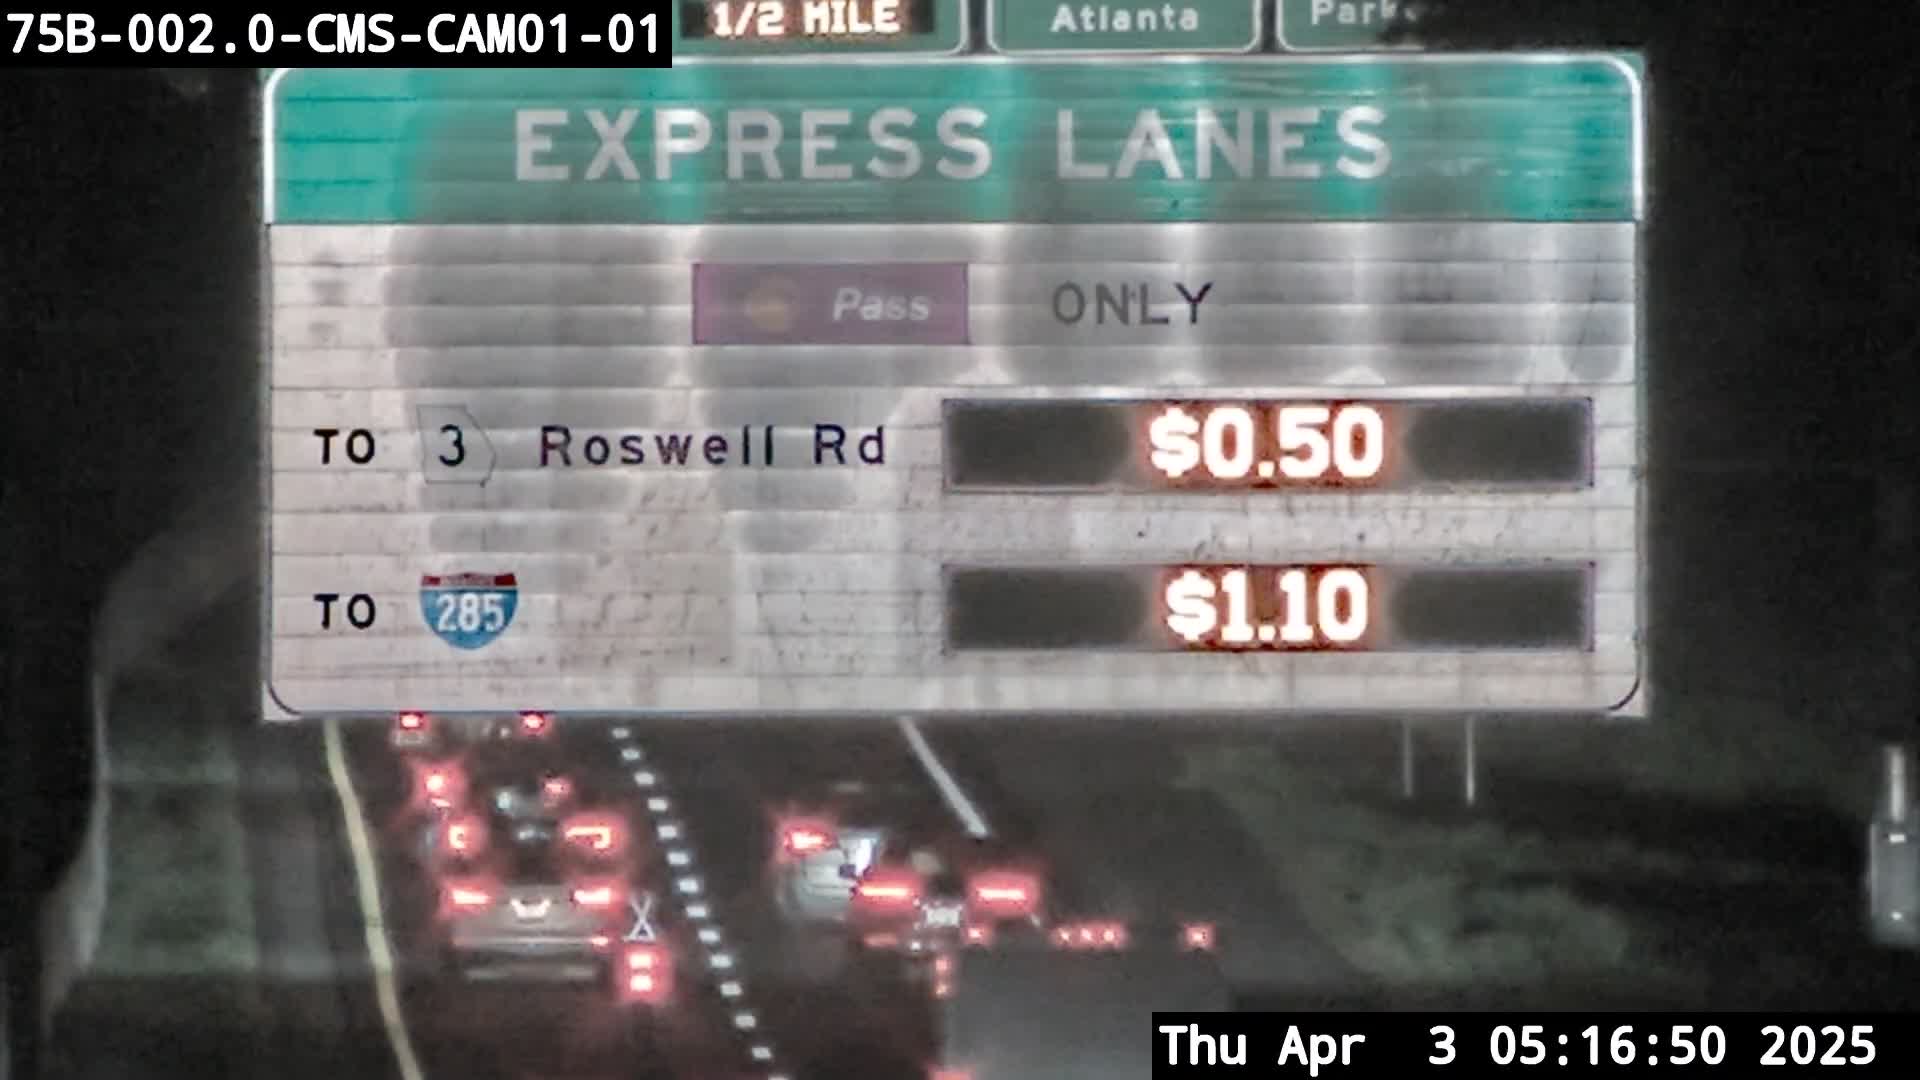 75B-002.0-CMS-CAM01-01
1/2 MILE
Atlanta
EXPRESS LANES
Pass ONLY
TO 3 Roswell Rd $0.50
TO 285 $1.10
Thu Apr 3 05:16:50 2025